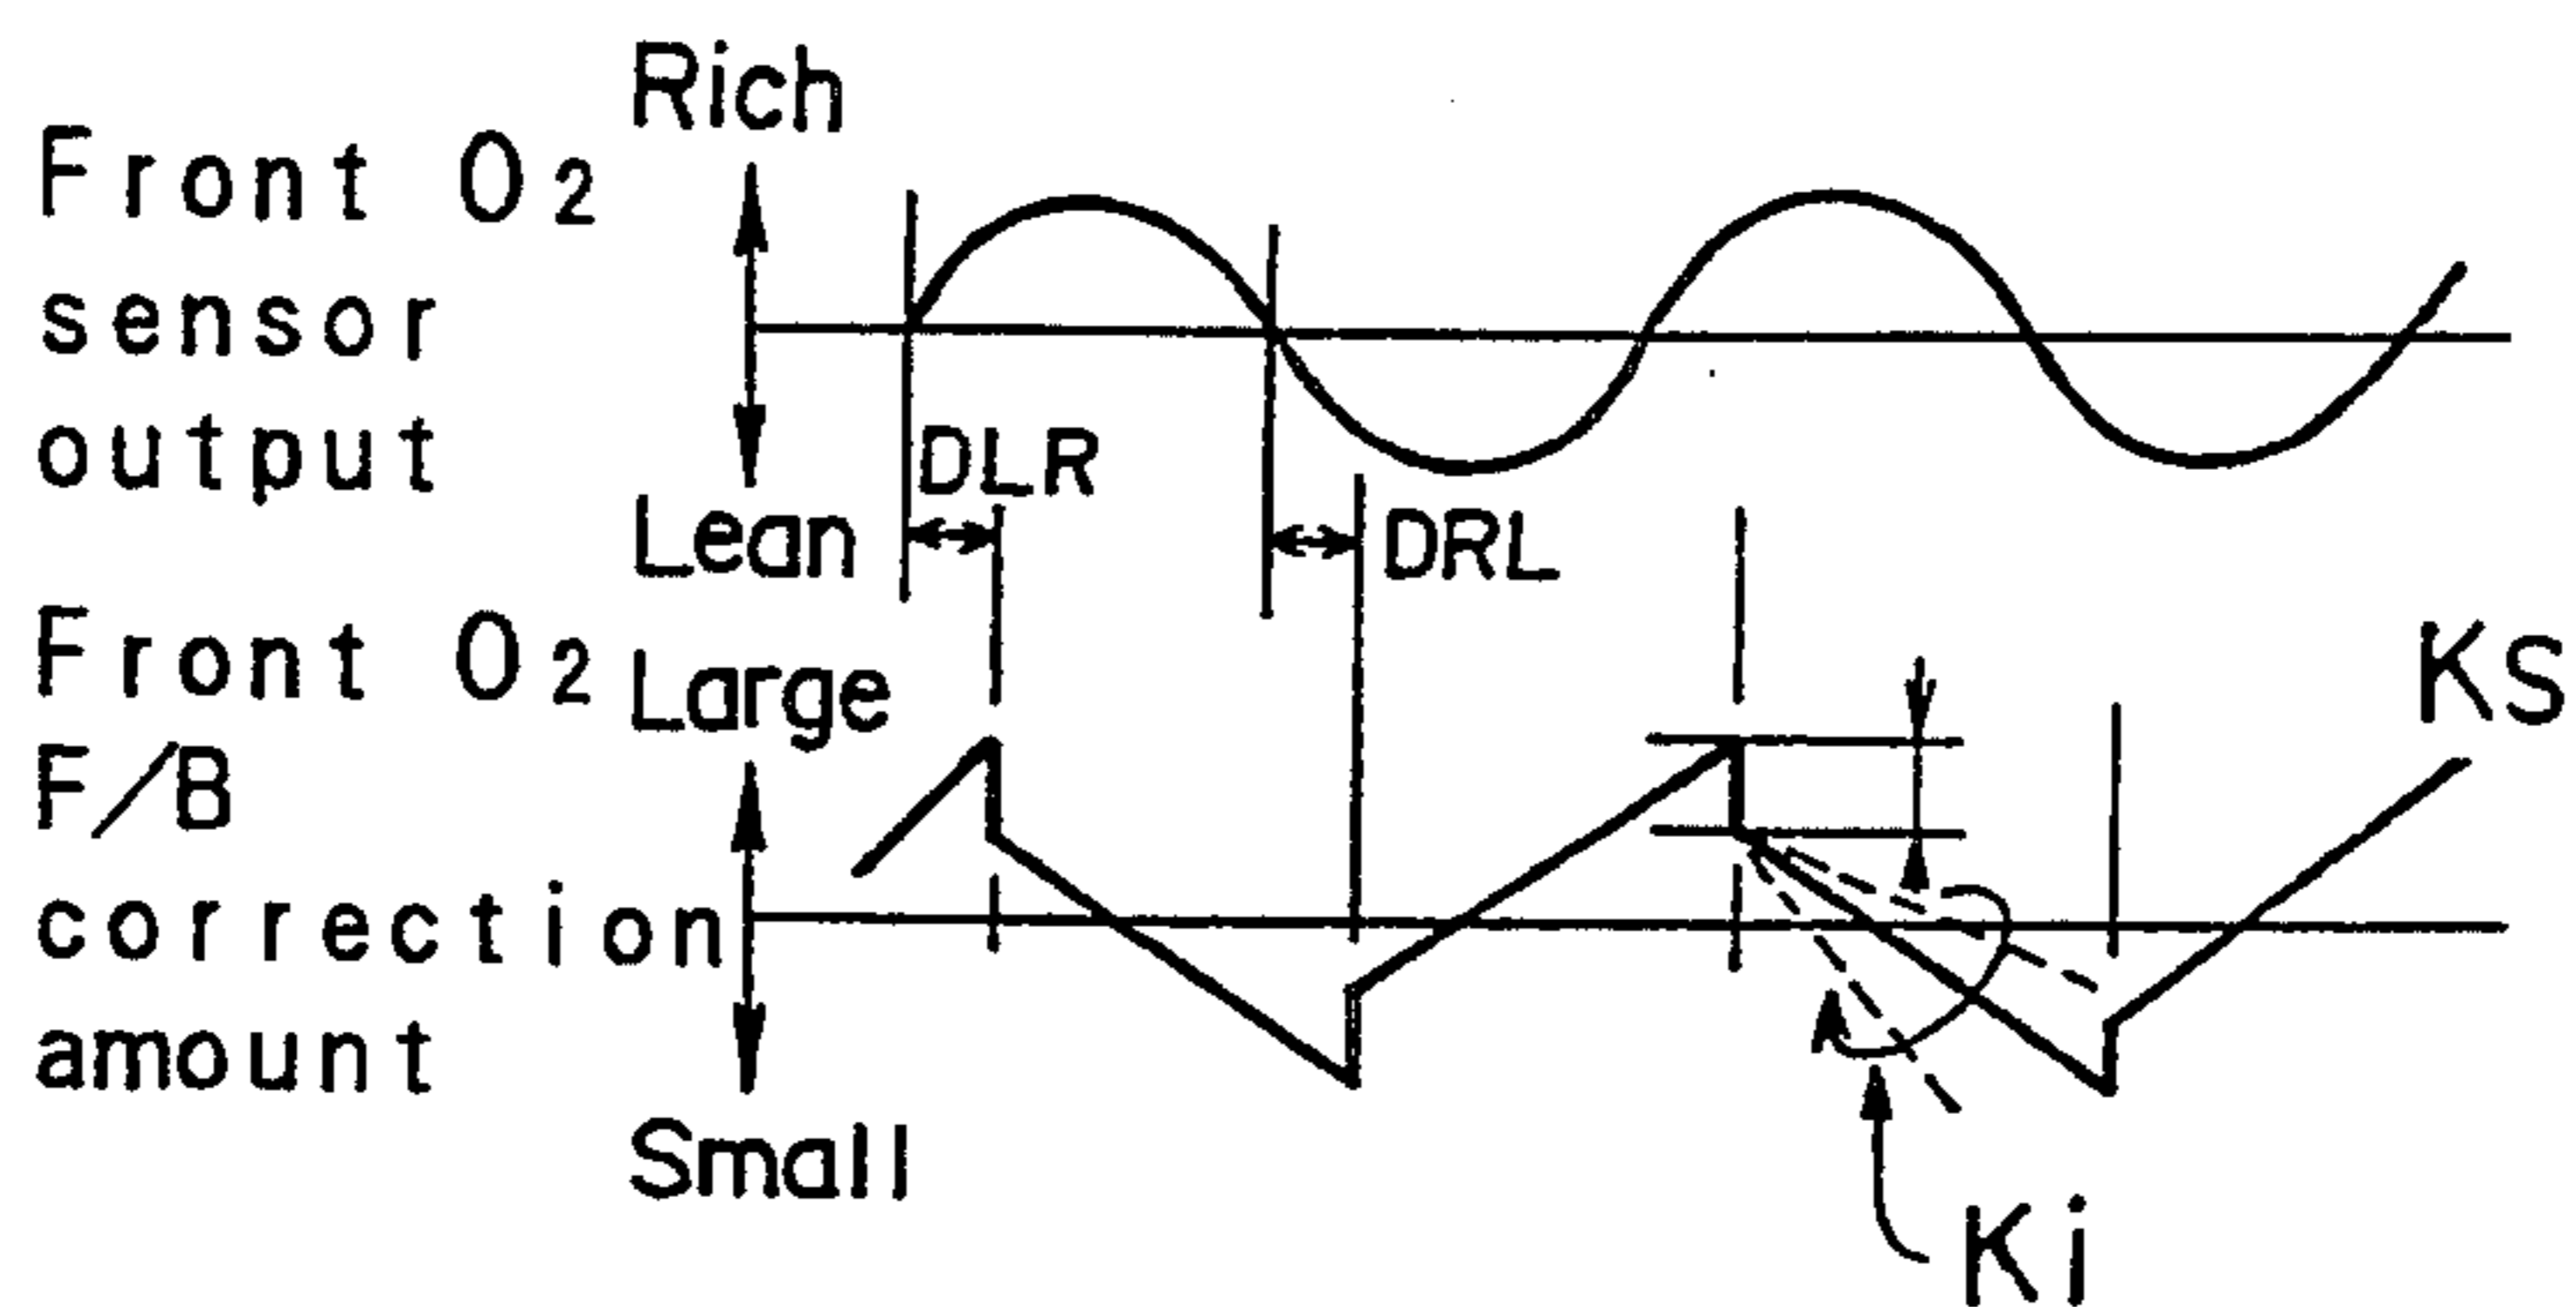 Rich
Front O2
sensor
output
Lean
DLR
DRL
Front O2
F/B
correction
amount
Large
Small
KS
Ki